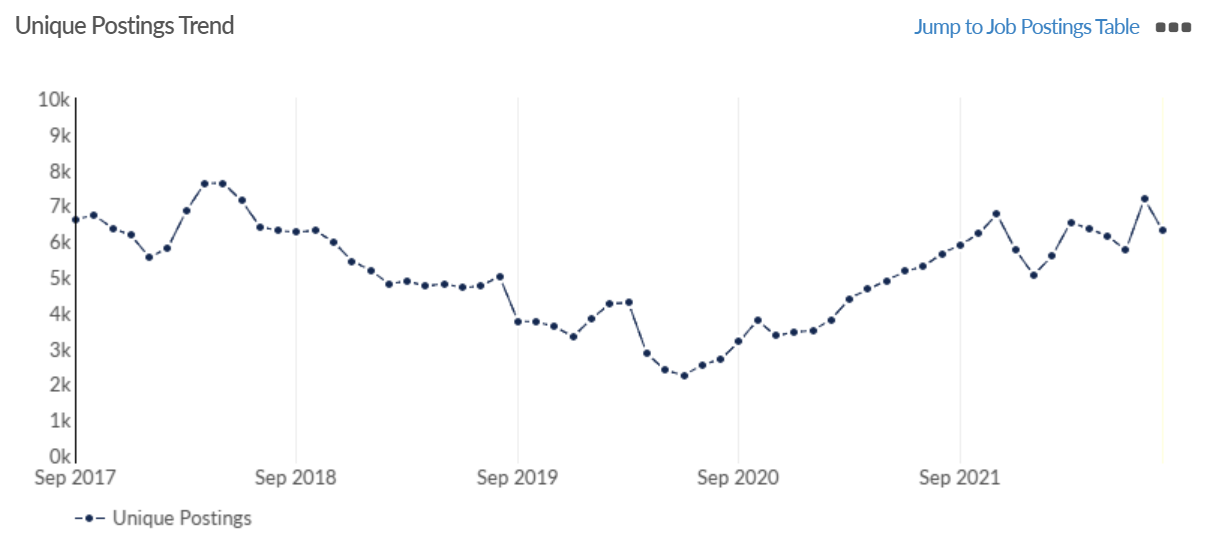 Unique Postings Trend
Jump to Job Postings Table
10k
9k
8k
7k
6k
5k
4k
3k
2k
1k
0k
Sep 2017 Sep 2018 Sep 2019 Sep 2020 Sep 2021
Unique Postings